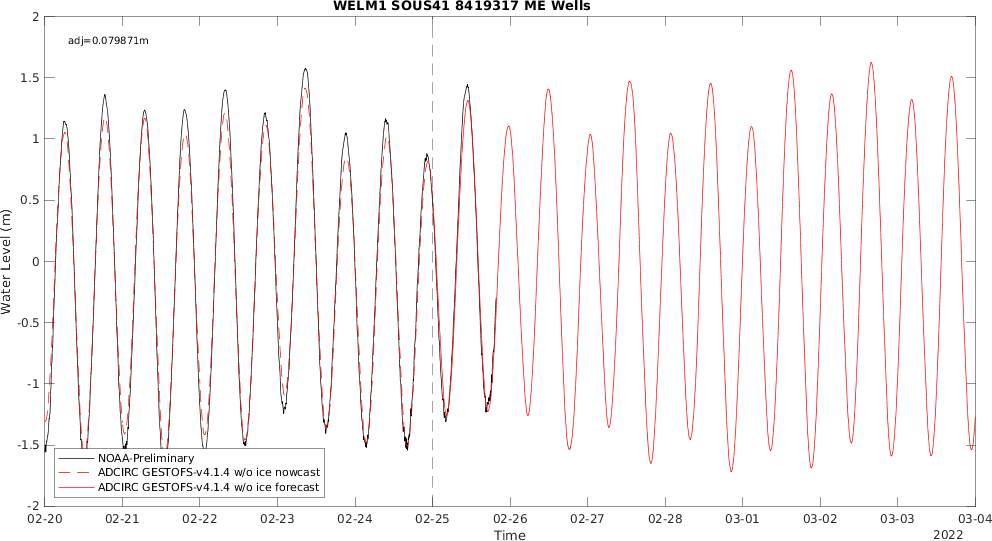 WELM1 SOUS41 8419317 ME Wells
adj=0.079871m
2
1.5
1
0.5
0
-0.5
-1
-1.5
-2
Water Level (m)
NOAA-Preliminary
ADCIRC GESTOFS-v4.1.4 w/o ice nowcast
ADCIRC GESTOFS-v4.1.4 w/o ice forecast
02-20 02-21 02-22 02-23 02-24 02-25 02-26 02-27 02-28 03-01 03-02 03-03 03-04
Time
2022